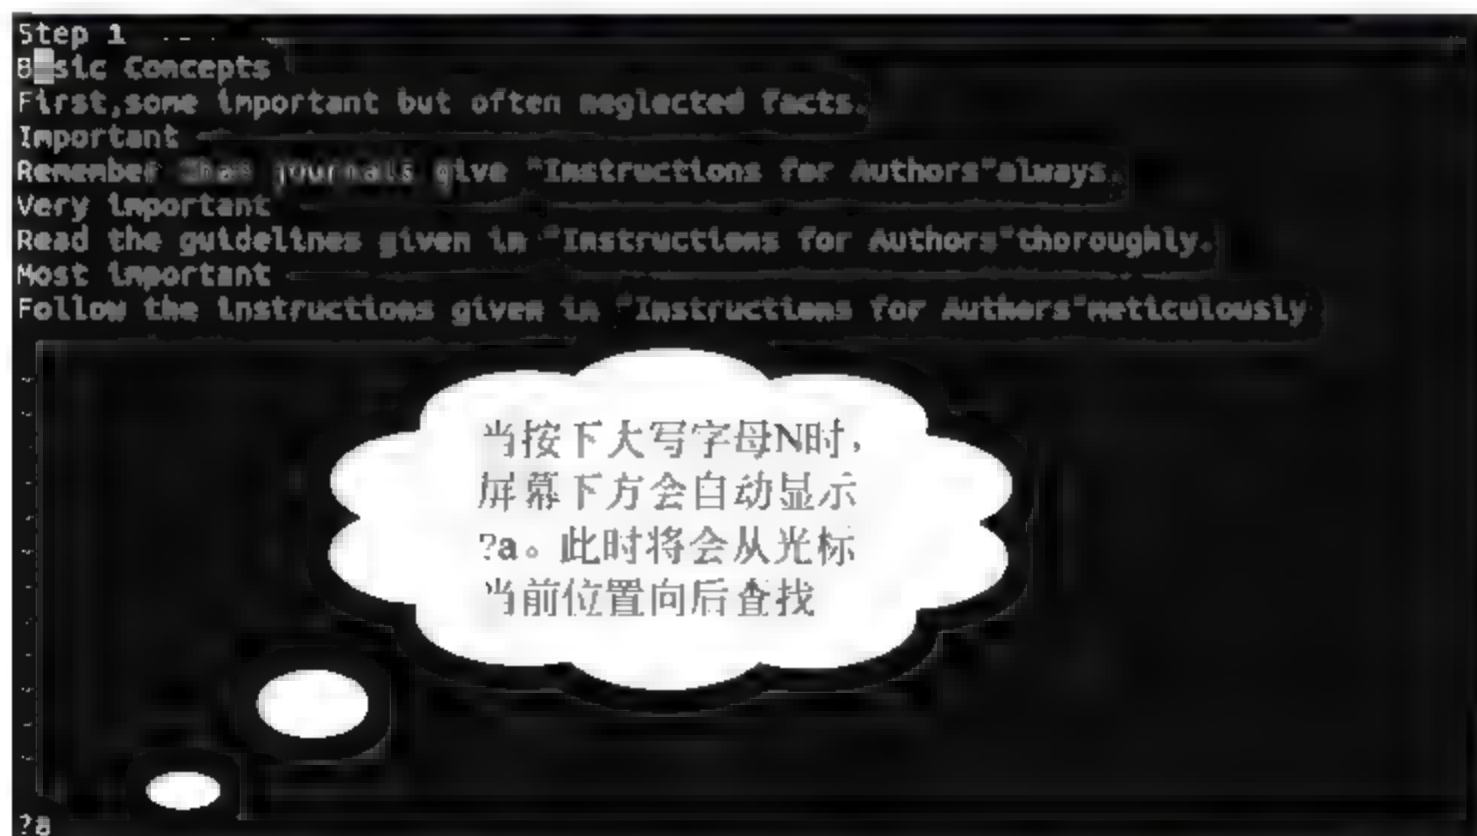 Step 1
B sic Concepts
First,some important but often neglected facts.
Important
Remember journals give "Instructions for Authors"always.
Very important
Read the guidelines given in "Instructions for Authors"thoroughly.
Most important
Follow the instructions given in "Instructions for Authors"meticulously
当按下大写字母N时，
屏幕下方会自动显示
?a。此时将会从光标
当前位置向后查找
?a